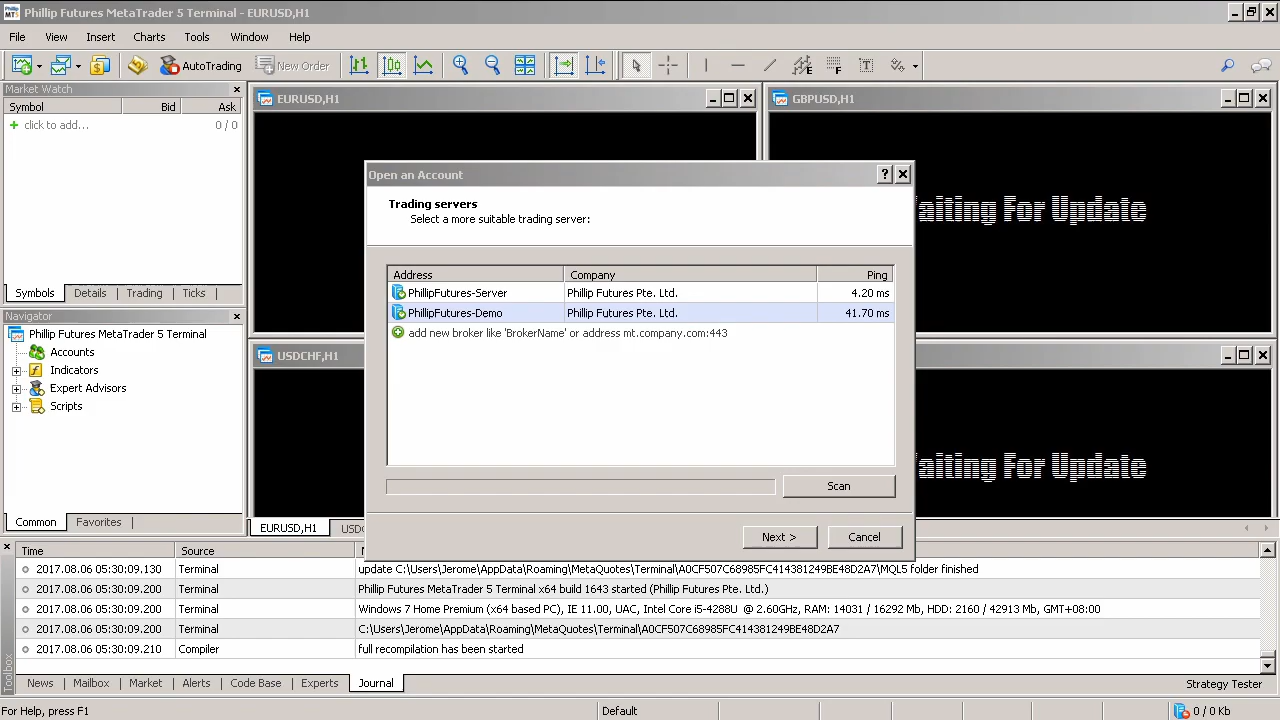 Phillip Futures MetaTrader 5 Terminal - EURUSD,H1
File View Insert Charts Tools Window Help
AutoTrading New Order
Market Watch
Symbol Bid Ask
click to add... 0 / 0
Symbols Details Trading Ticks
Navigator
Phillip Futures MetaTrader 5 Terminal
Accounts
Indicators
Expert Advisors
Scripts
Common Favorites
EURUSD,H1
GBPUSD,H1
For Update
USDCHF,H1
For Update
EURUSD,H1
Open an Account
Trading servers
Select a more suitable trading server:
Address Company Ping
PhillipFutures-Server Phillip Futures Pte. Ltd. 4.20 ms
PhillipFutures-Demo Phillip Futures Pte. Ltd. 41.70 ms
add new broker like 'BrokerName' or address mt.company.com:443
Scan
Next > Cancel
Time Source
2017.08.06 05:30:09.130 Terminal update C:\Users\Jerome\AppData\Roaming\MetaQuotes\Terminal\A0CF507C68985FC414381249BE48D2A7\MQL5 folder finished
2017.08.06 05:30:09.200 Terminal Phillip Futures MetaTrader 5 Terminal x64 build 1643 started (Phillip Futures Pte. Ltd.)
2017.08.06 05:30:09.200 Terminal Windows 7 Home Premium (x64 based PC), IE 11.00, UAC, Intel Core i5-4288U @ 2.60GHz, RAM: 14031 / 16292 Mb, HDD: 2160 / 42913 Mb, GMT+08:00
2017.08.06 05:30:09.200 Terminal C:\Users\Jerome\AppData\Roaming\MetaQuotes\Terminal\A0CF507C68985FC414381249BE48D2A7
2017.08.06 05:30:09.210 Compiler full recompilation has been started
Toolbox
News Mailbox Market Alerts Code Base Experts Journal Strategy Tester
For Help, press F1 Default 0 / 0 Kb